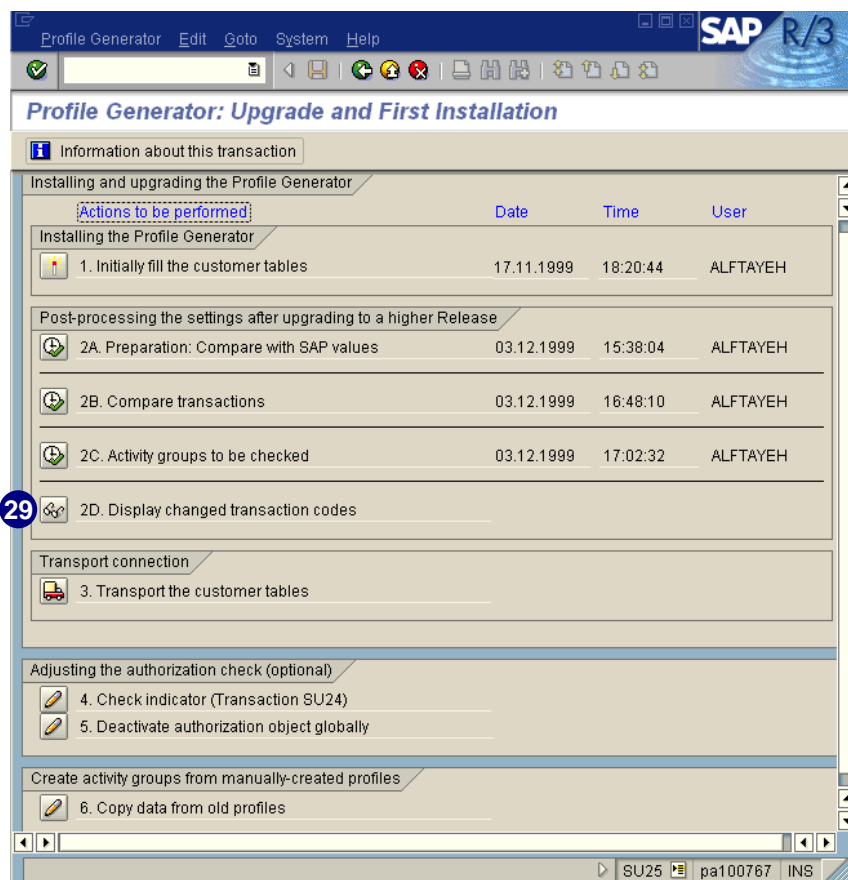 Profile Generator Edit Goto System Help
SAP R/3
Profile Generator: Upgrade and First Installation
Information about this transaction
Installing and upgrading the Profile Generator
Actions to be performed Date Time User
Installing the Profile Generator
1. Initially fill the customer tables 17.11.1999 18:20:44 ALFTAYEH
Post-processing the settings after upgrading to a higher Release
2A. Preparation: Compare with SAP values 03.12.1999 15:38:04 ALFTAYEH
2B. Compare transactions 03.12.1999 16:48:10 ALFTAYEH
2C. Activity groups to be checked 03.12.1999 17:02:32 ALFTAYEH
29 2D. Display changed transaction codes
Transport connection
3. Transport the customer tables
Adjusting the authorization check (optional)
4. Check indicator (Transaction SU24)
5. Deactivate authorization object globally
Create activity groups from manually-created profiles
6. Copy data from old profiles
SU25 pa100767 INS